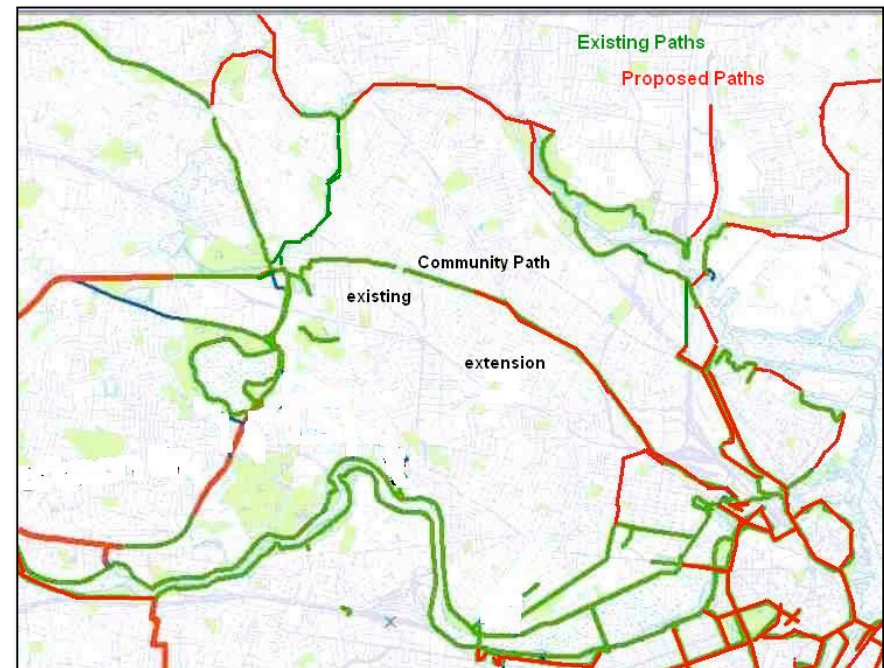 Existing Paths
Proposed Paths
Community Path
existing
extension